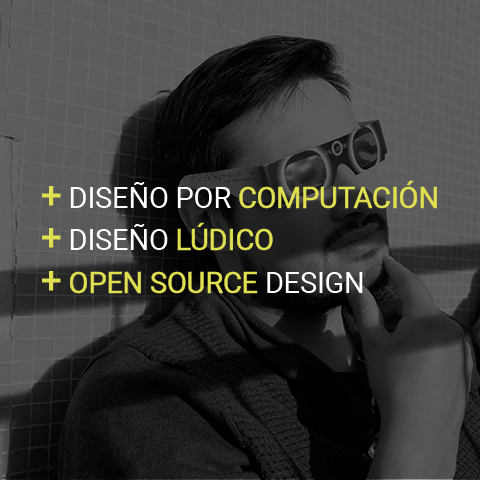 + DISEÑO POR COMPUTACIÓN
+ DISEÑO LÚDICO
+ OPEN SOURCE DESIGN